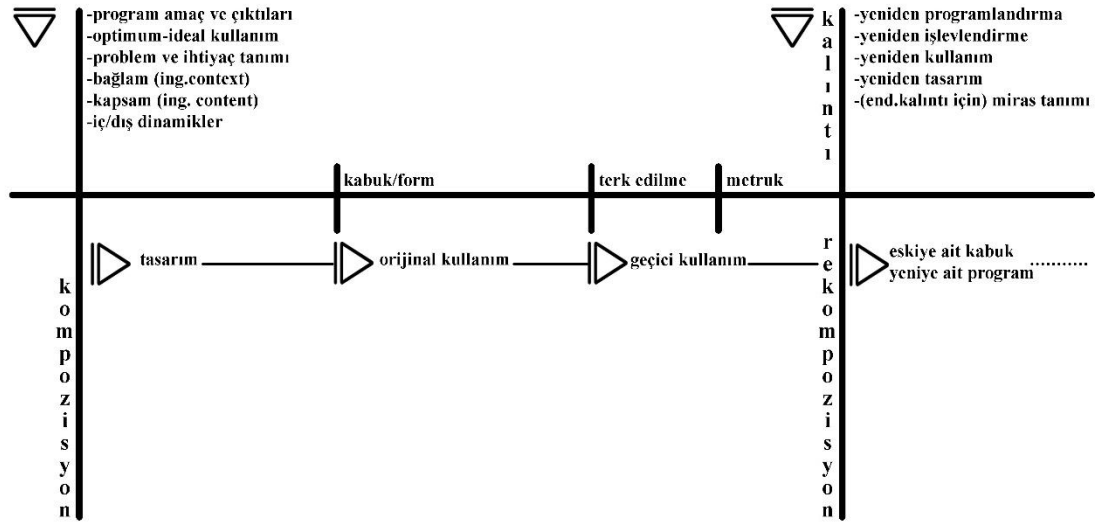 -program amaç ve çıktıları
-optimum-ideal kullanım
-problem ve ihtiyaç tanımı
-bağlam (ing.context)
-kapsam (ing. content)
-iç/dış dinamikler
kalıntı
-yeniden programlandırma
-yeniden işlevlendirme
-yeniden kullanım
-yeniden tasarım
-(end.kalıntı için) miras tanımı
kabuk/form
terk edilme
metruk
kompozisyon
tasarım
orijinal kullanım
geçici kullanım
rekompozisyon
eskiye ait kabuk
yeniye ait program